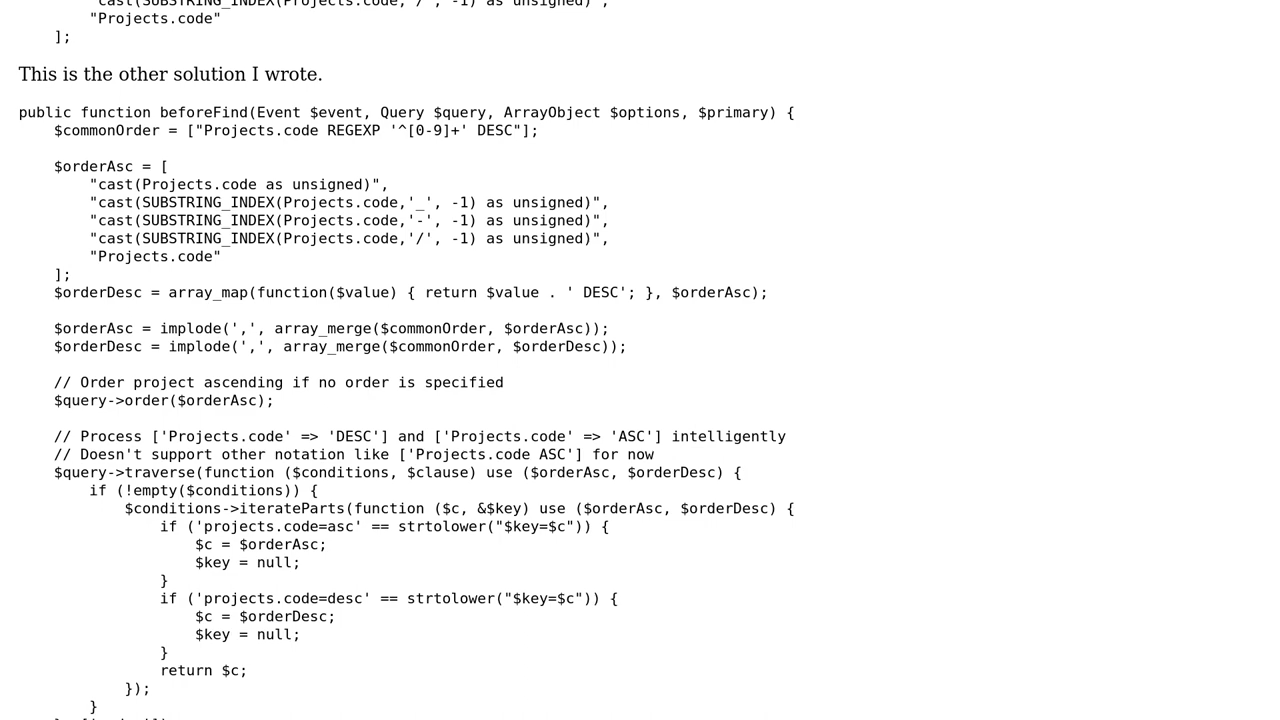 "cast(SUBSTRING_INDEX(Projects.code,'/', -1) as unsigned)",
"Projects.code"
];
This is the other solution I wrote.
public function beforeFind(Event $event, Query $query, ArrayObject $options, $primary) {
$commonOrder = ["Projects.code REGEXP '^[0-9]+' DESC"];
$orderAsc = [
"cast(Projects.code as unsigned)",
"cast(SUBSTRING_INDEX(Projects.code,'_', -1) as unsigned)",
"cast(SUBSTRING_INDEX(Projects.code,'-', -1) as unsigned)",
"cast(SUBSTRING_INDEX(Projects.code,'/', -1) as unsigned)",
"Projects.code"
];
$orderDesc = array_map(function($value) { return $value . ' DESC'; }, $orderAsc);
$orderAsc = implode(',', array_merge($commonOrder, $orderAsc));
$orderDesc = implode(',', array_merge($commonOrder, $orderDesc));
// Order project ascending if no order is specified
$query->order($orderAsc);
// Process ['Projects.code' => 'DESC'] and ['Projects.code' => 'ASC'] intelligently
// Doesn't support other notation like ['Projects.code ASC'] for now
$query->traverse(function ($conditions, $clause) use ($orderAsc, $orderDesc) {
if (!empty($conditions)) {
$conditions->iterateParts(function ($c, &$key) use ($orderAsc, $orderDesc) {
if ('projects.code=asc' == strtolower("$key=$c")) {
$c = $orderAsc;
$key = null;
}
if ('projects.code=desc' == strtolower("$key=$c")) {
$c = $orderDesc;
$key = null;
}
return $c;
});
}